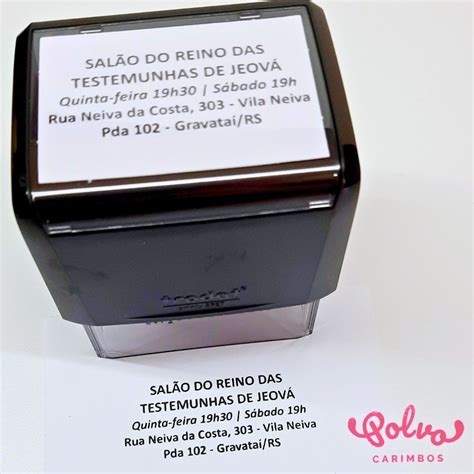 SALÃO DO REINO DAS
TESTEMUNHAS DE JEOVÁ
Quinta-feira 19h30 | Sábado 19h
Rua Neiva da Costa, 303 - Vila Neiva
Pda 102 - Gravataí/RS
trodat
SALÃO DO REINO DAS
TESTEMUNHAS DE JEOVÁ
Quinta-feira 19h30 | Sábado 19h
Rua Neiva da Costa, 303 - Vila Neiva
Pda 102 - Gravataí/RS
Polvo
CARIMBOS